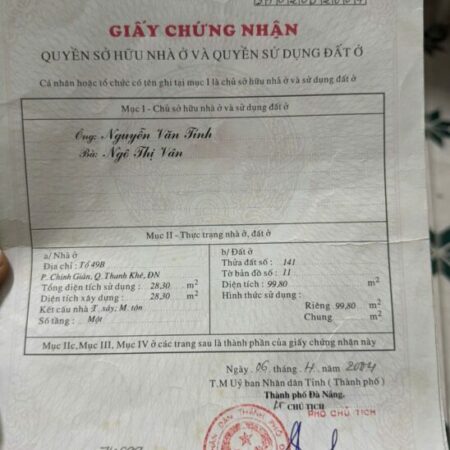 GIẤY CHỨNG NHẬN
QUYỀN SỞ HỮU NHÀ Ở VÀ QUYỀN SỬ DỤNG ĐẤT Ở
Cá nhân hoặc tổ chức có tên ghi tại mục I là chủ sở hữu nhà ở và sử dụng đất ở
Mục I - Chủ sở hữu nhà ở và sử dụng đất ở
Ông: Nguyễn Văn Tình
Bà: Ngô Thị Vân
Mục II - Thực trạng nhà ở, đất ở
a/ Nhà ở
Địa chỉ : Tổ 49B
P. Chính Gián, Q. Thanh Khê, ĐN
Tổng diện tích sử dụng : 28,30 m2
Diện tích xây dựng : 28,30 m2
Kết cấu nhà T. xây; M. tôn
Số tầng : Một
b/ Đất ở
Thửa đất số : 141
Tờ bản đồ số : 11
Diện tích : 99,80 m2
Hình thức sử dụng :
Riêng : 99,80 m2
Chung m2
Mục IIc, Mục III, Mục IV ở các trang sau là thành phần của giấy chứng nhận này
Ngày . 06 tháng . 4 . năm 2004
T.M Uỷ ban Nhân dân Tỉnh ( Thành phố )
Thành phố Đà Nẵng.
CHỦ TỊCH
PHÓ CHỦ TỊCH